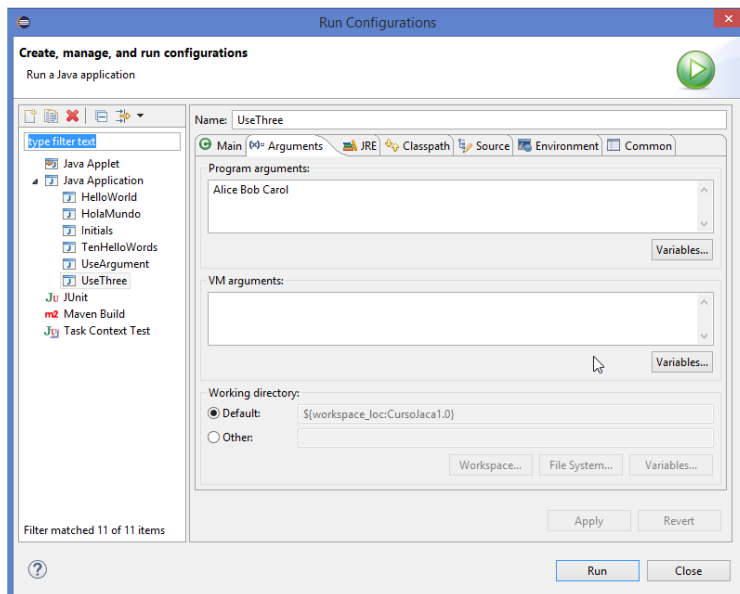 Run Configurations
Create, manage, and run configurations
Run a Java application
type filter text
Java Applet
Java Application
HelloWorld
HolaMundo
Initials
TenHelloWords
UseArgument
UseThree
JUnit
Maven Build
Task Context Test
Filter matched 11 of 11 items
Name: UseThree
Main (x)= Arguments JRE Classpath Source Environment Common
Program arguments:
Alice Bob Carol
Variables...
VM arguments:
Variables...
Working directory:
Default: ${workspace_loc:CursoJaca1.0}
Other:
Workspace... File System... Variables...
Apply Revert
Run Close